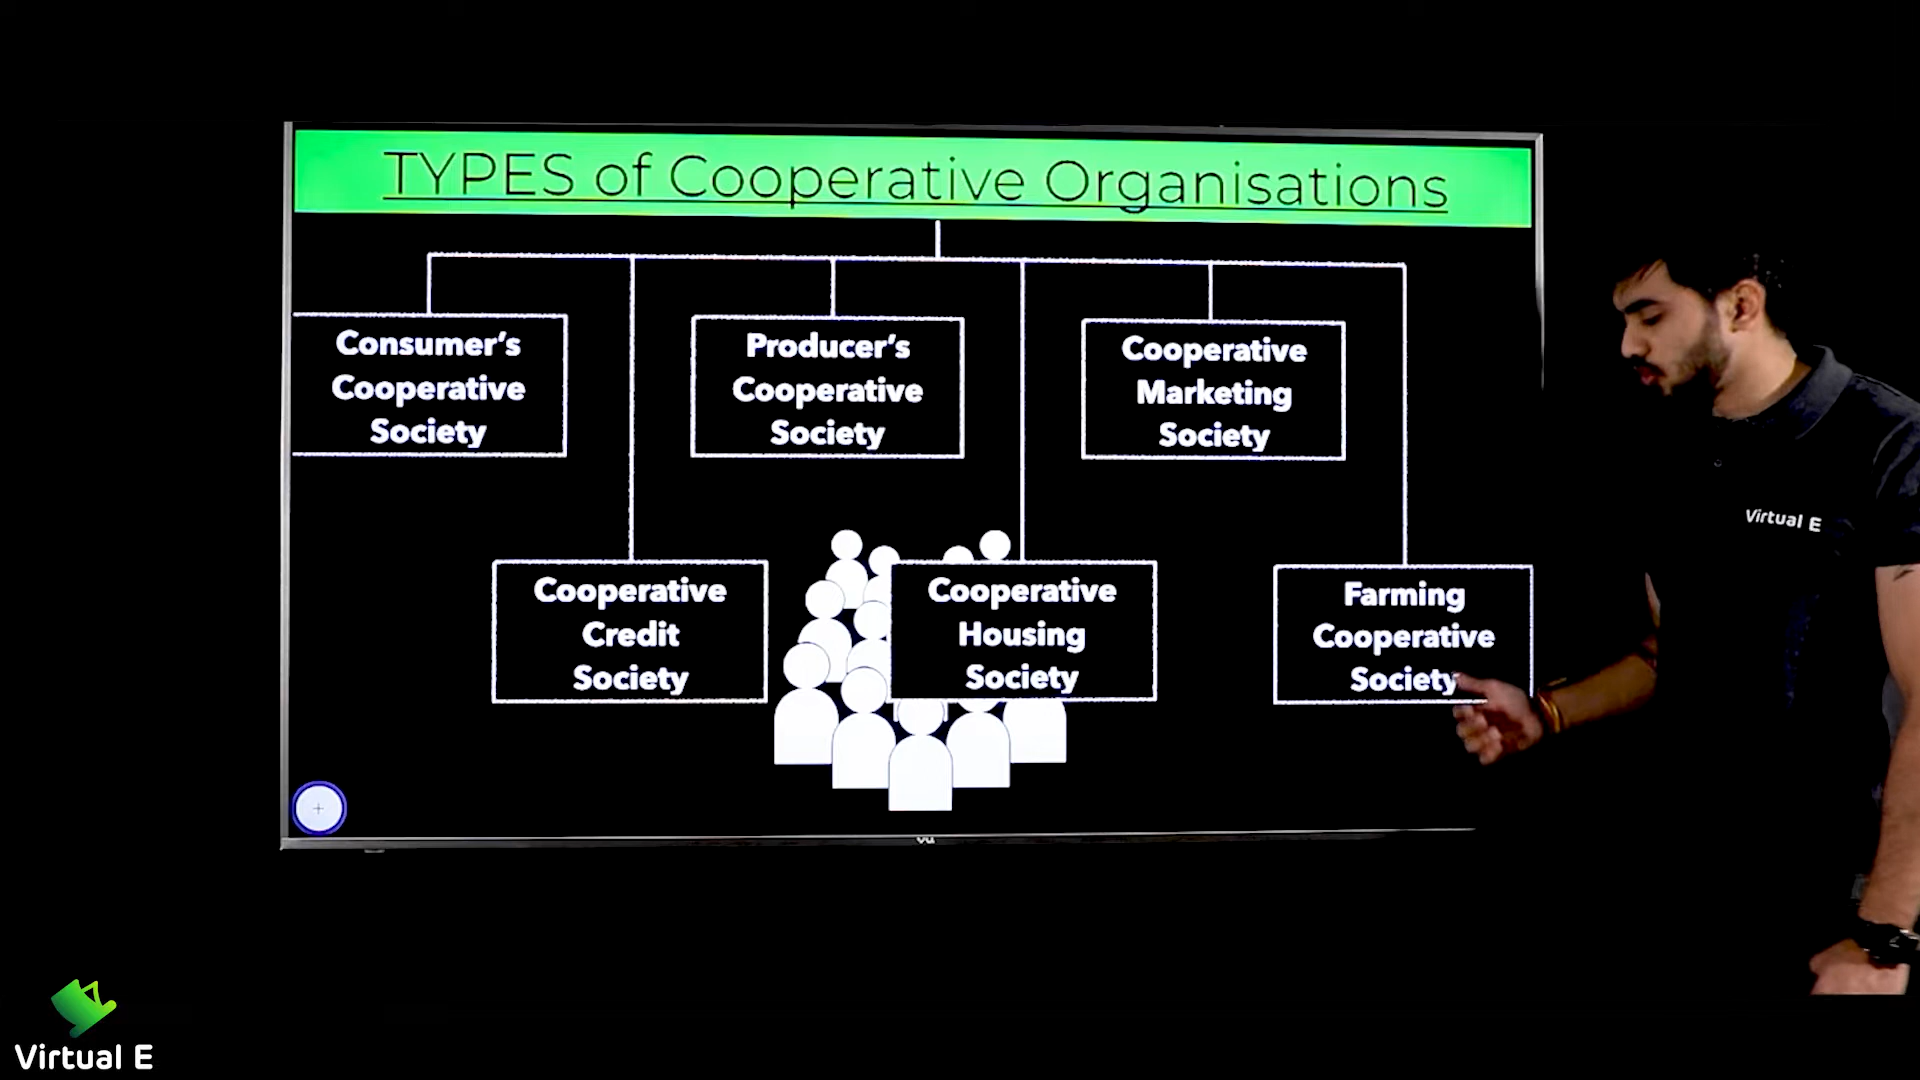 TYPES of Cooperative Organisations
Consumer's
Cooperative
Society
Producer's
Cooperative
Society
Cooperative
Marketing
Society
Cooperative
Credit
Society
Cooperative
Housing
Society
Farming
Cooperative
Society
Virtual E
vu
Virtual E